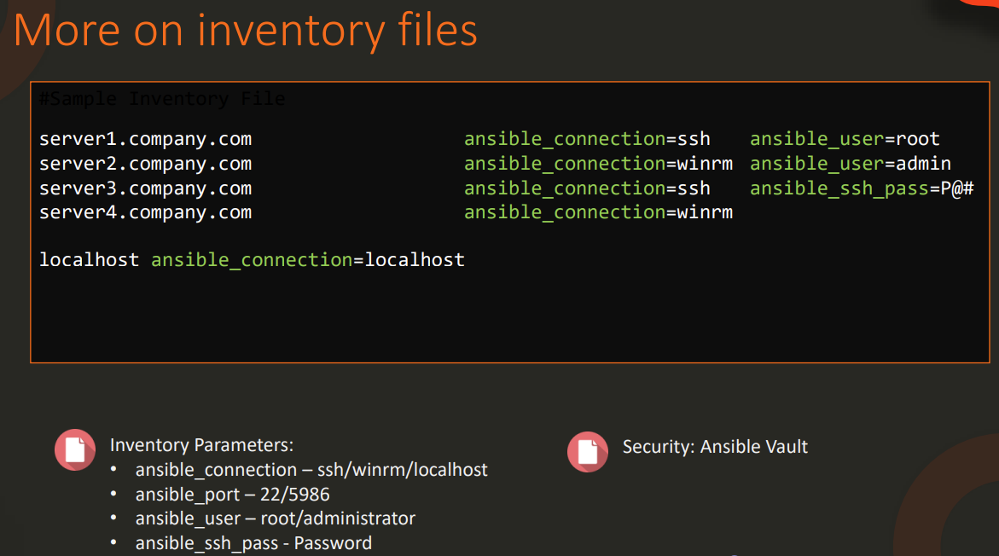 More on inventory files
#Sample Inventory File
server1.company.com ansible_connection=ssh ansible_user=root
server2.company.com ansible_connection=winrm ansible_user=admin
server3.company.com ansible_connection=ssh ansible_ssh_pass=P@#
server4.company.com ansible_connection=winrm
localhost ansible_connection=localhost
Inventory Parameters:
• ansible_connection – ssh/winrm/localhost
• ansible_port – 22/5986
• ansible_user – root/administrator
• ansible_ssh_pass - Password
Security: Ansible Vault